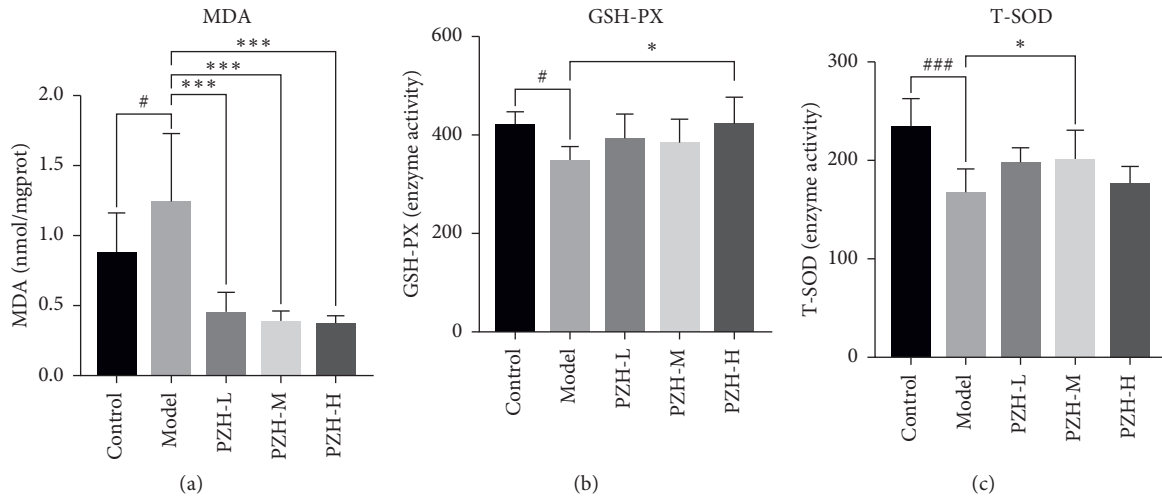 MDA
***
***
***
#
2.0
1.5
1.0
0.5
0.0
MDA (nmol/mgprot)
Control
Model
PZH-L
PZH-M
PZH-H
(a)
GSH-PX
*
#
600
400
200
0
GSH-PX (enzyme activity)
Control
Model
PZH-L
PZH-M
PZH-H
(b)
T-SOD
*
###
300
200
100
0
T-SOD (enzyme activity)
Control
Model
PZH-L
PZH-M
PZH-H
(c)